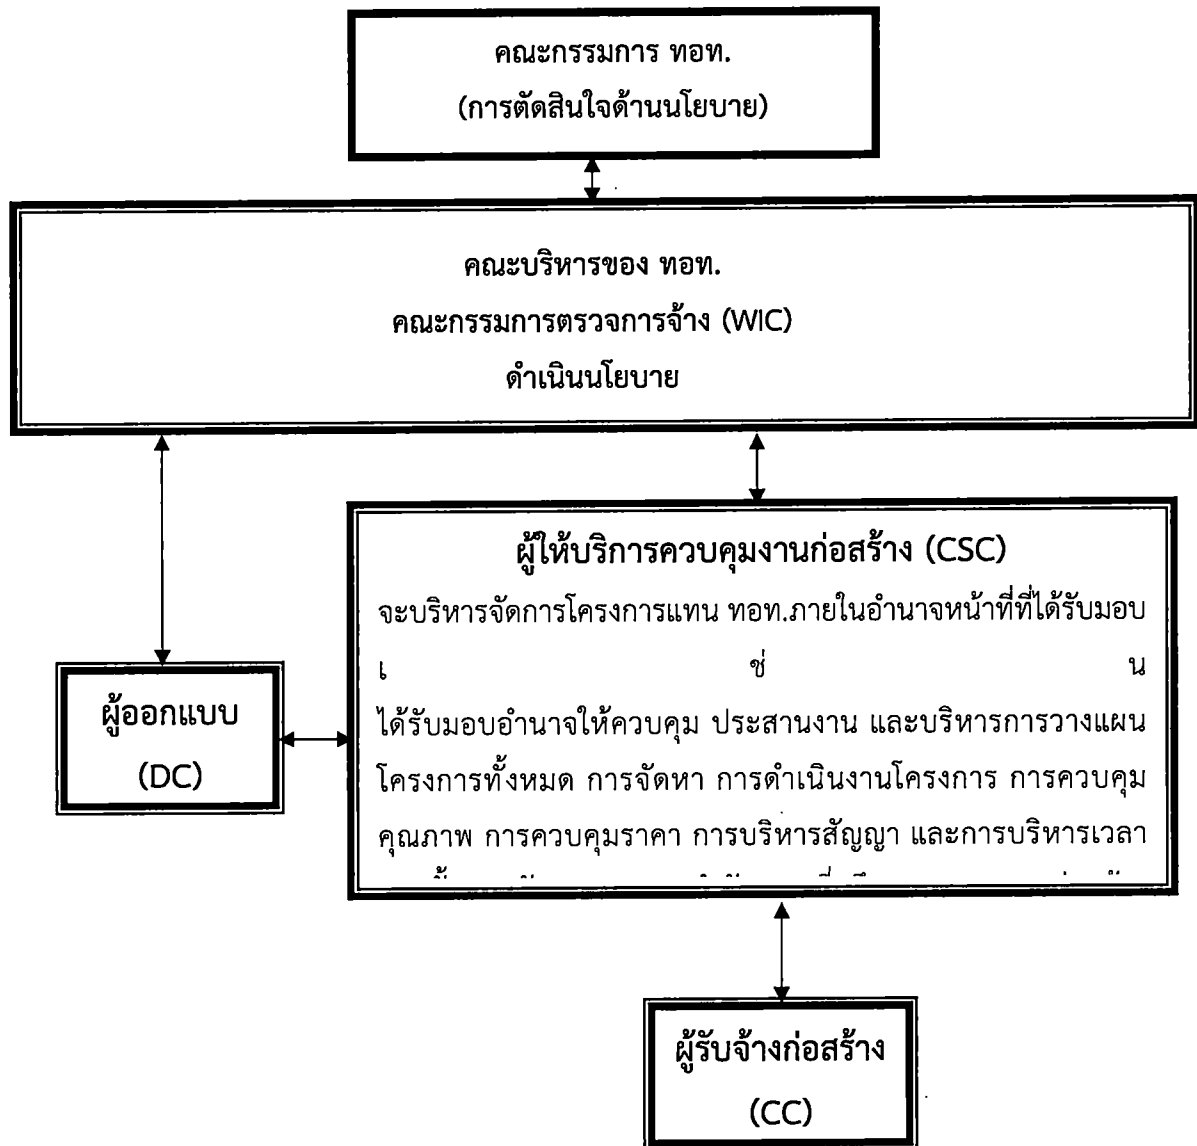 คณะกรรมการ ทอท.
(การตัดสินใจด้านนโยบาย)
คณะบริหารของ ทอท.
คณะกรรมการตรวจการจ้าง (WIC)
ดำเนินนโยบาย
ผู้ให้บริการควบคุมงานก่อสร้าง (CSC)
จะบริหารจัดการโครงการแทน ทอท.ภายในอำนาจหน้าที่ที่ได้รับมอบ
เ ช่ น
ได้รับมอบอำนาจให้ควบคุม ประสานงาน และบริหารการวางแผน
โครงการทั้งหมด การจัดหา การดำเนินงานโครงการ การควบคุม
คุณภาพ การควบคุมราคา การบริหารสัญญา และการบริหารเวลา
ผู้ออกแบบ
(DC)
ผู้รับจ้างก่อสร้าง
(CC)